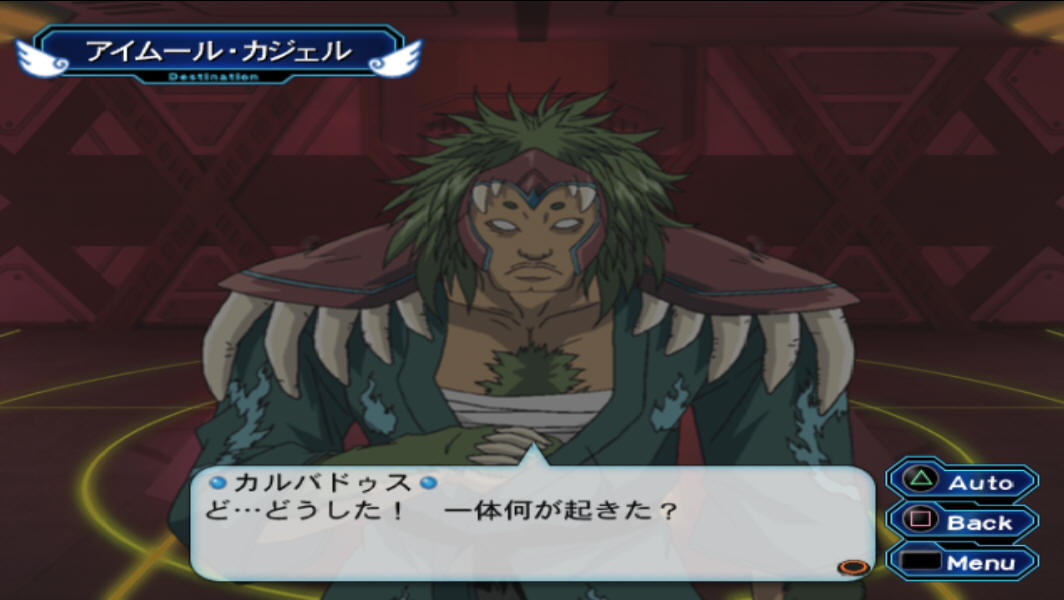 アイムール・カジェル
Destination
カルバドゥス
ど…どうした！　一体何が起きた？
Auto
Back
Menu